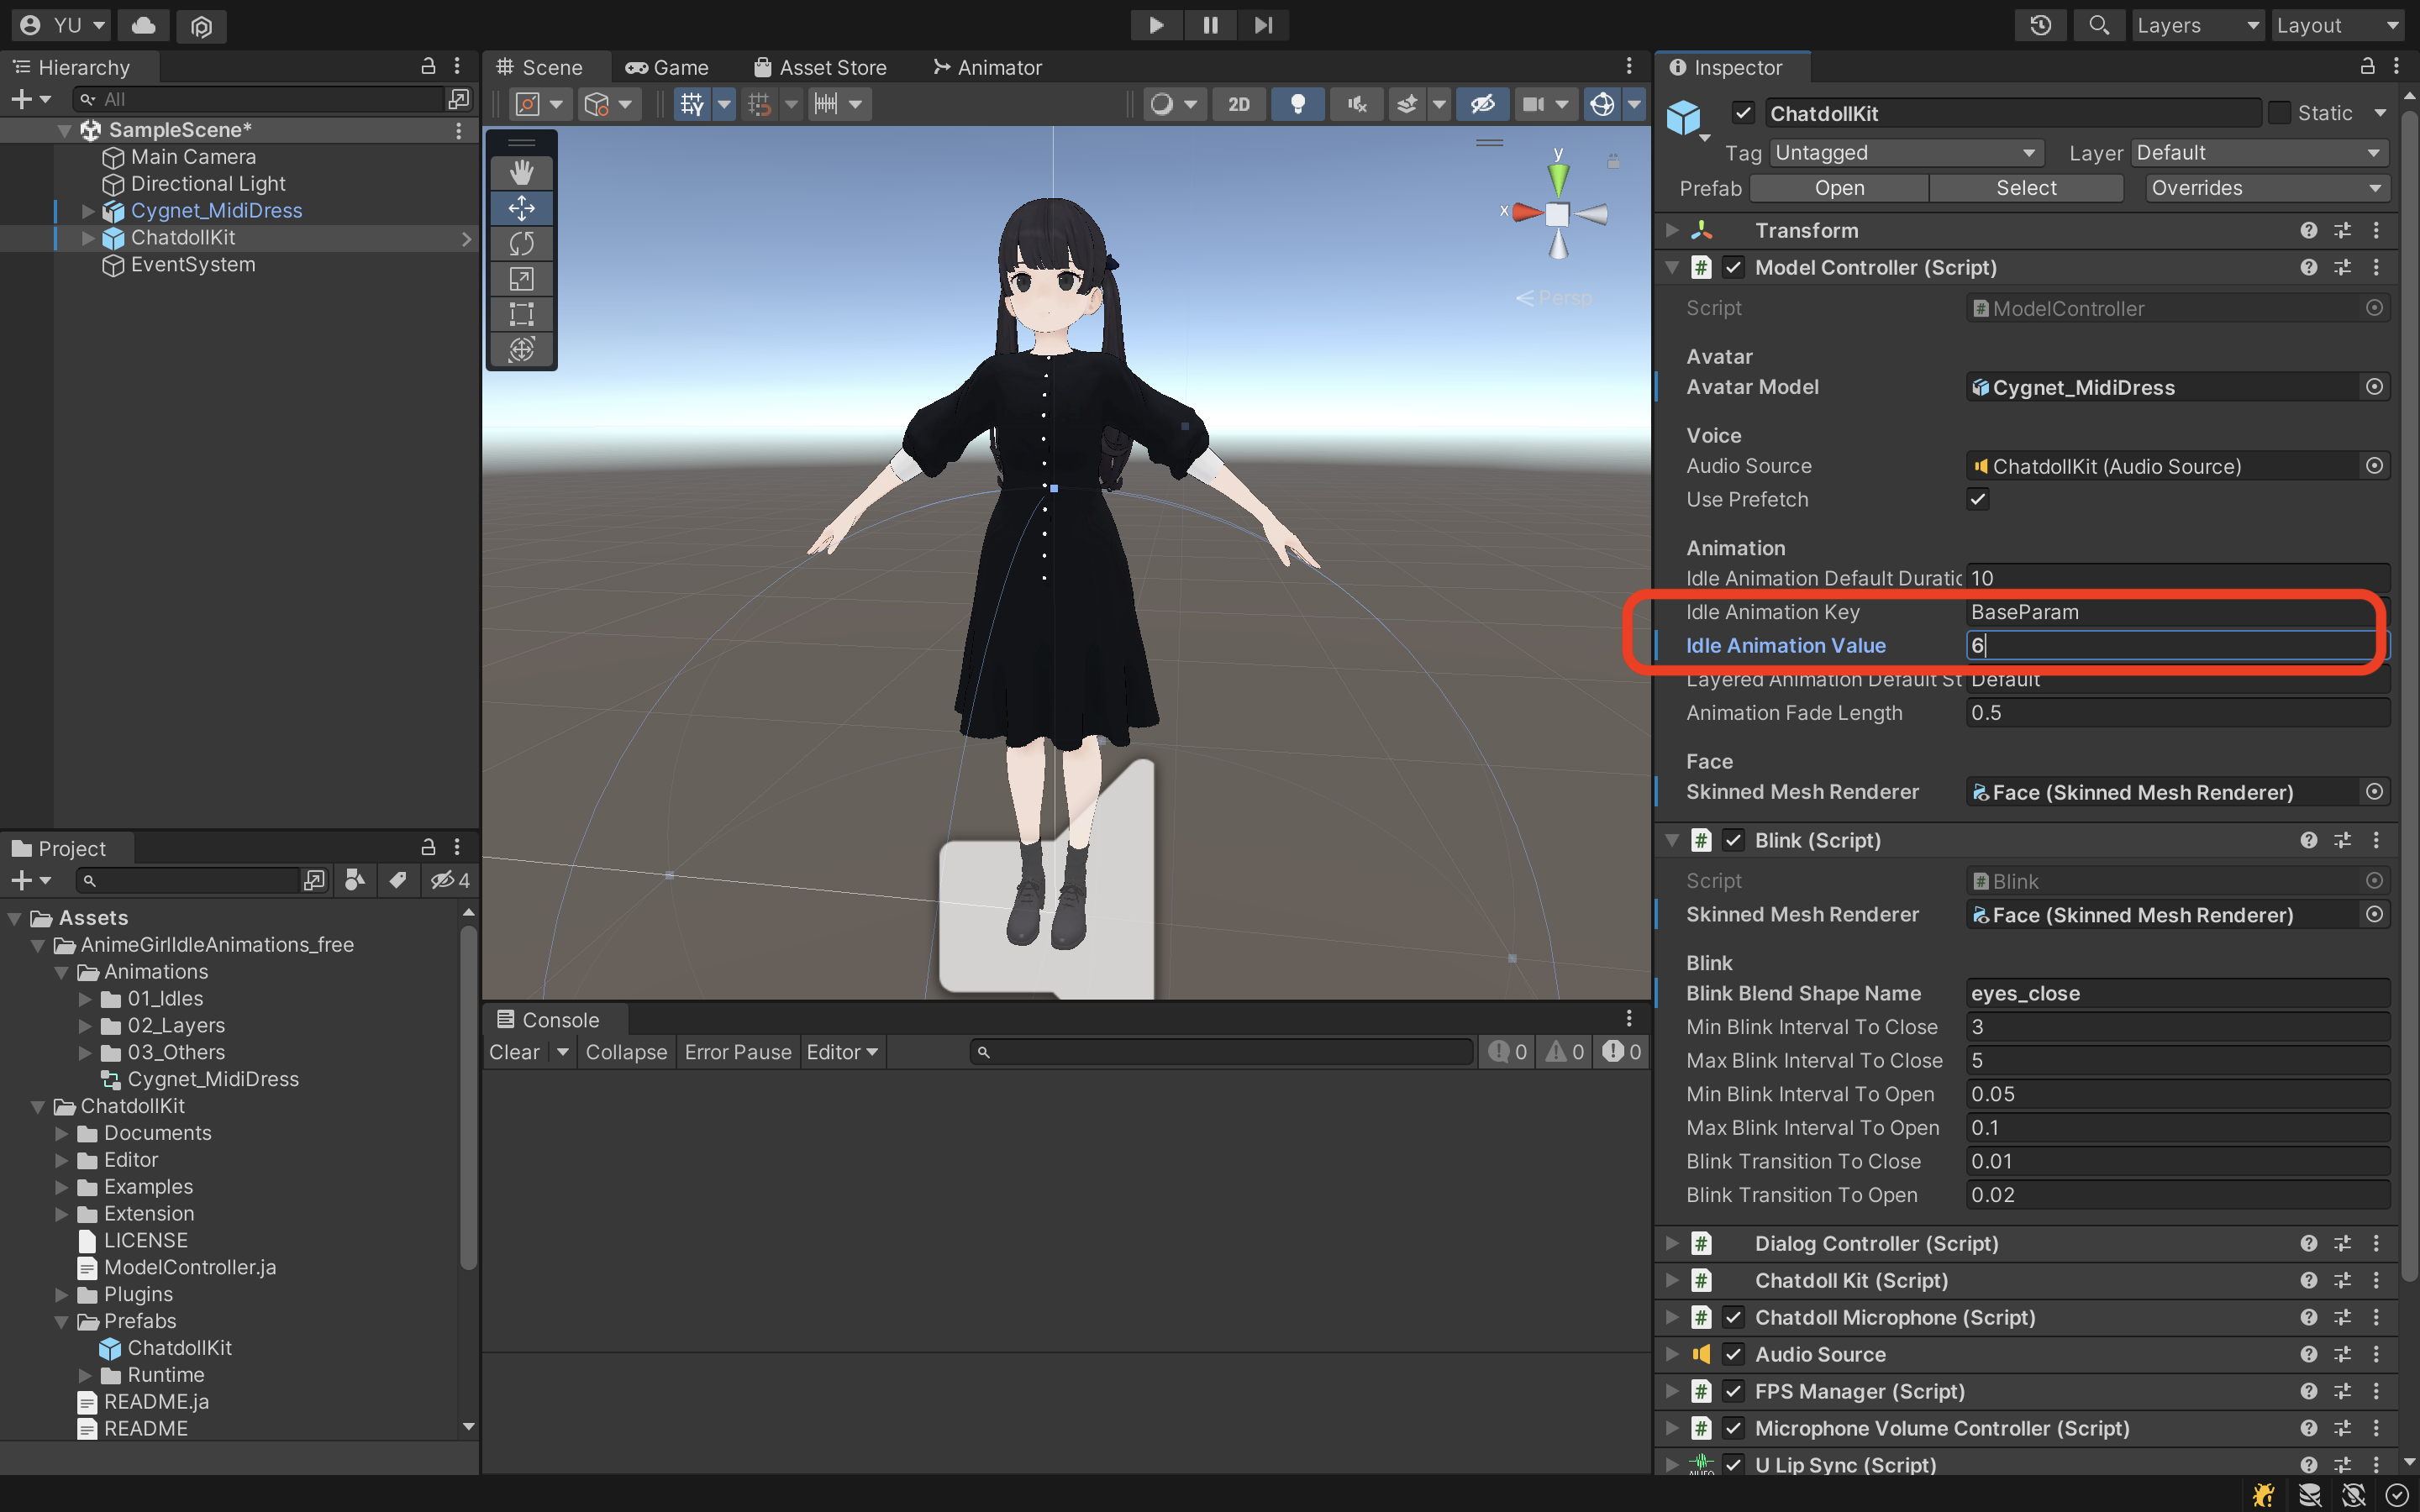 YU
Layers
Layout
Hierarchy
All
SampleScene*
Main Camera
Directional Light
Cygnet_MidiDress
ChatdollKit
EventSystem
Scene
Game
Asset Store
Animator
2D
y
x
Persp
Project
4
Assets
AnimeGirlIdleAnimations_free
Animations
01_Idles
02_Layers
03_Others
Cygnet_MidiDress
ChatdollKit
Documents
Editor
Examples
Extension
LICENSE
ModelController.ja
Plugins
Prefabs
ChatdollKit
Runtime
README.ja
README
Console
Clear
Collapse
Error Pause
Editor
0
0
0
Inspector
ChatdollKit
Static
Tag Untagged
Layer Default
Prefab Open Select Overrides
Transform
# Model Controller (Script)
Script # ModelController
Avatar
Avatar Model Cygnet_MidiDress
Voice
Audio Source ChatdollKit (Audio Source)
Use Prefetch
Animation
Idle Animation Default Duratic 10
Idle Animation Key BaseParam
Idle Animation Value 6
Layered Animation Default St Default
Animation Fade Length 0.5
Face
Skinned Mesh Renderer Face (Skinned Mesh Renderer)
# Blink (Script)
Script # Blink
Skinned Mesh Renderer Face (Skinned Mesh Renderer)
Blink
Blink Blend Shape Name eyes_close
Min Blink Interval To Close 3
Max Blink Interval To Close 5
Min Blink Interval To Open 0.05
Max Blink Interval To Open 0.1
Blink Transition To Close 0.01
Blink Transition To Open 0.02
# Dialog Controller (Script)
# Chatdoll Kit (Script)
# Chatdoll Microphone (Script)
Audio Source
# FPS Manager (Script)
# Microphone Volume Controller (Script)
U Lip Sync (Script)